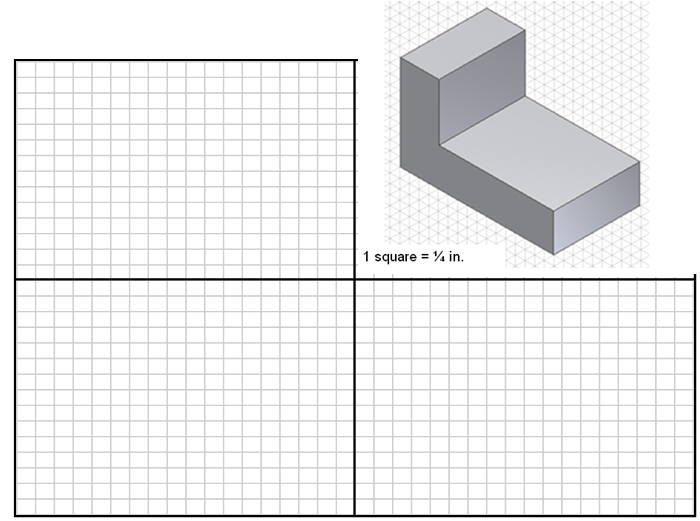 1 square = ¼ in.